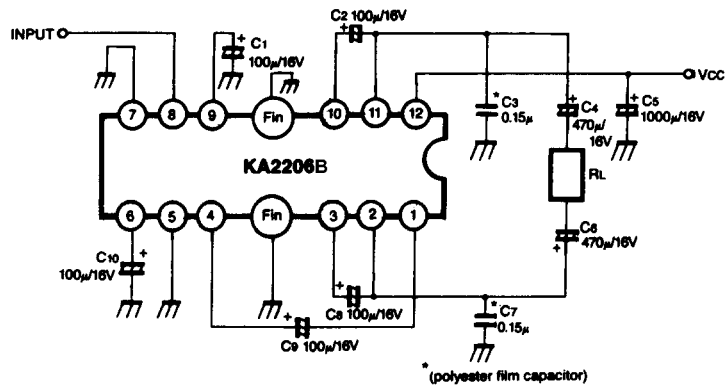 C2 100μ/16V
INPUT
C1
100μ/16V
VCC
7
8
9
Fin
10
11
12
* C3
0.15μ
C4
470μ/
16V
C5
1000μ/16V
KA2206B
RL
6
5
4
Fin
3
2
1
C6
470μ/16V
C10
100μ/16V
C8 100μ/16V
* C7
0.15μ
C9 100μ/16V
* (polyester film capacitor)